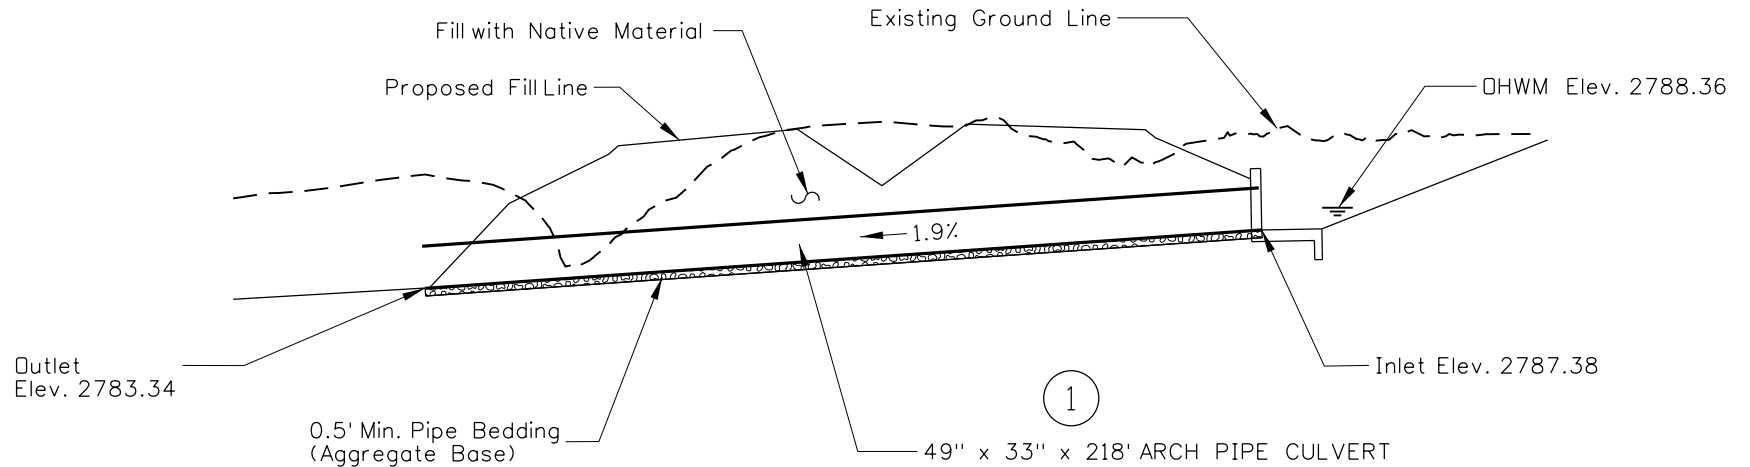 Existing Ground Line
Fill with Native Material
Proposed Fill Line
OHWM Elev. 2788.36
1.9%
Outlet
Elev. 2783.34
Inlet Elev. 2787.38
1
0.5' Min. Pipe Bedding
(Aggregate Base)
49" x 33" x 218' ARCH PIPE CULVERT